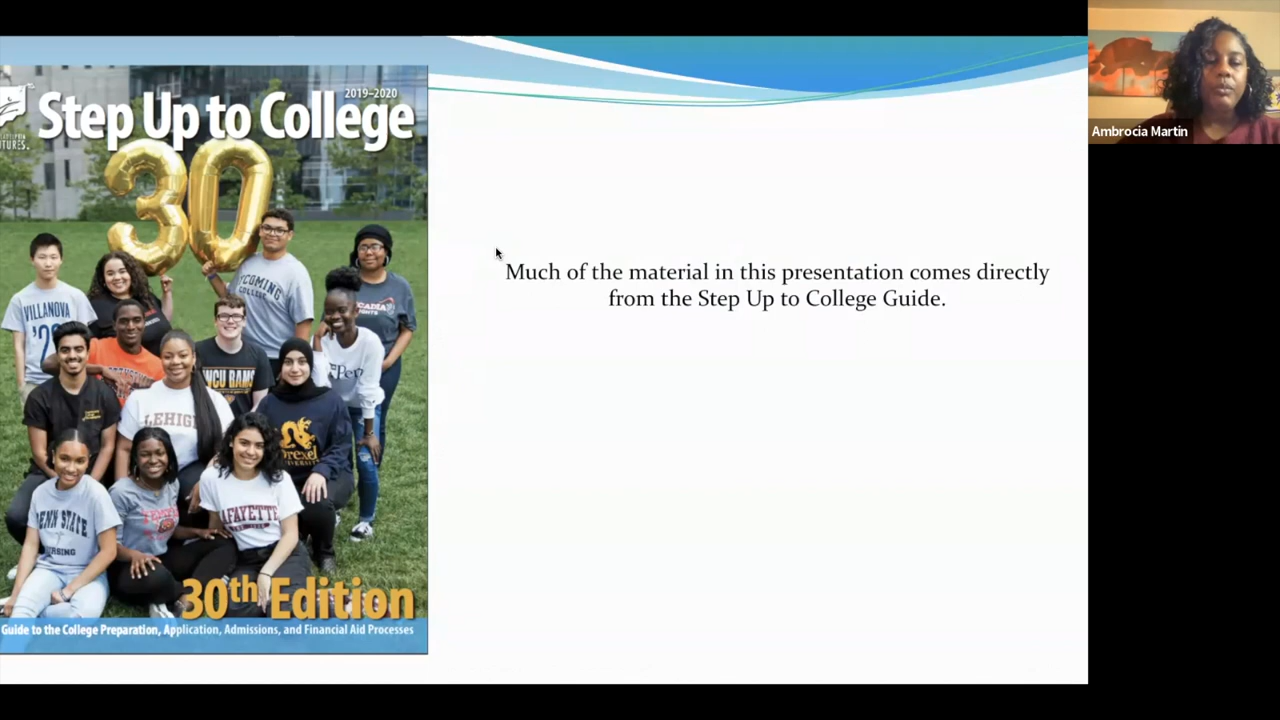 2019–2020
Step Up to College
30
VILLANOVA
LEHIGH
PENN STATE
LAFAYETTE
30th Edition
Guide to the College Preparation, Application, Admissions, and Financial Aid Processes
Much of the material in this presentation comes directly
from the Step Up to College Guide.
Ambrocia Martin